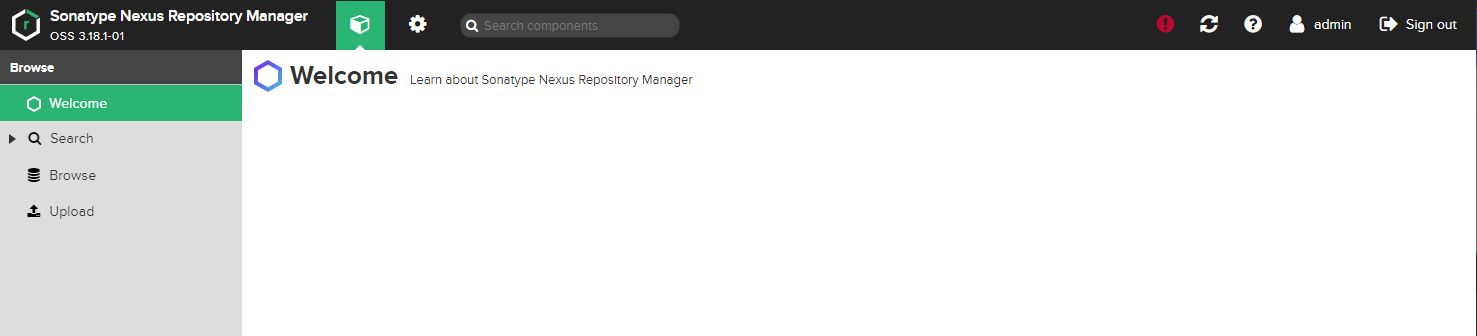 Sonatype Nexus Repository Manager
OSS 3.18.1-01
Search components
admin
Sign out
Browse
Welcome
Search
Browse
Upload
Welcome Learn about Sonatype Nexus Repository Manager